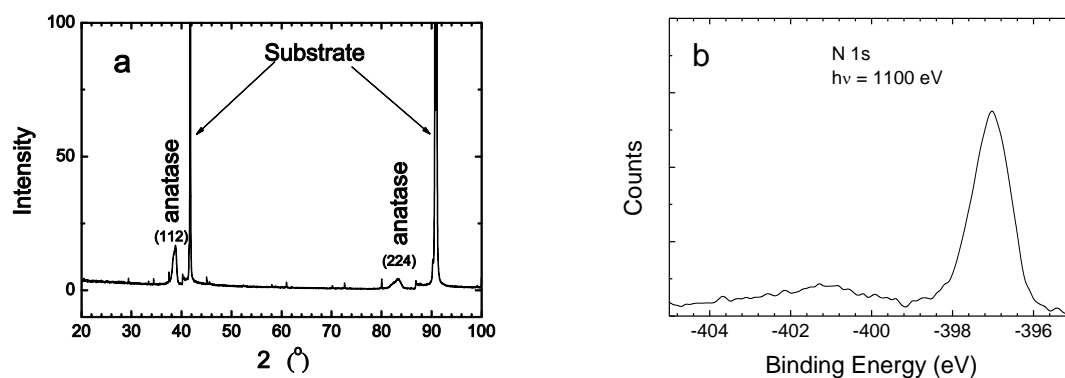 a
Substrate
anatase
(112)
anatase
(224)
Intensity
100
50
0
20 30 40 50 60 70 80 90 100
2 (°)
b
N 1s
hν = 1100 eV
Counts
-404 -402 -400 -398 -396
Binding Energy (eV)